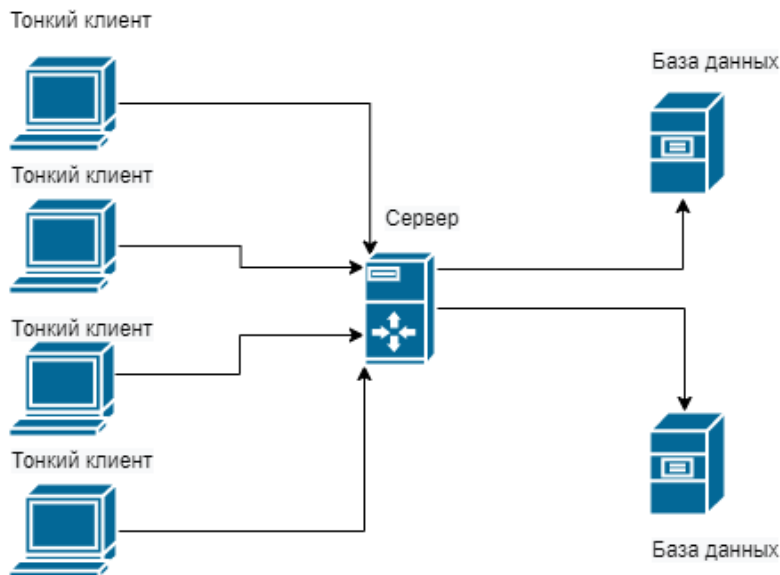 Тонкий клиент
База данных
Тонкий клиент
Сервер
Тонкий клиент
Тонкий клиент
База данных